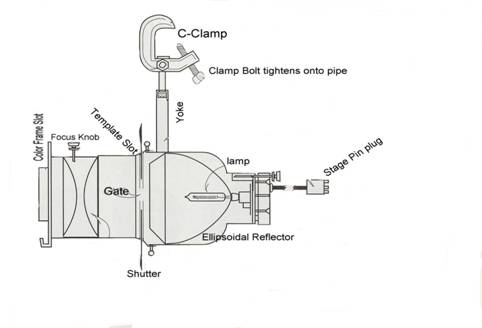 C-Clamp
Clamp Bolt tightens onto pipe
Yoke
Template Slot
Color Frame Slot
Focus Knob
Stage Pin plug
lamp
Gate
Ellipsoidal Reflector
Shutter